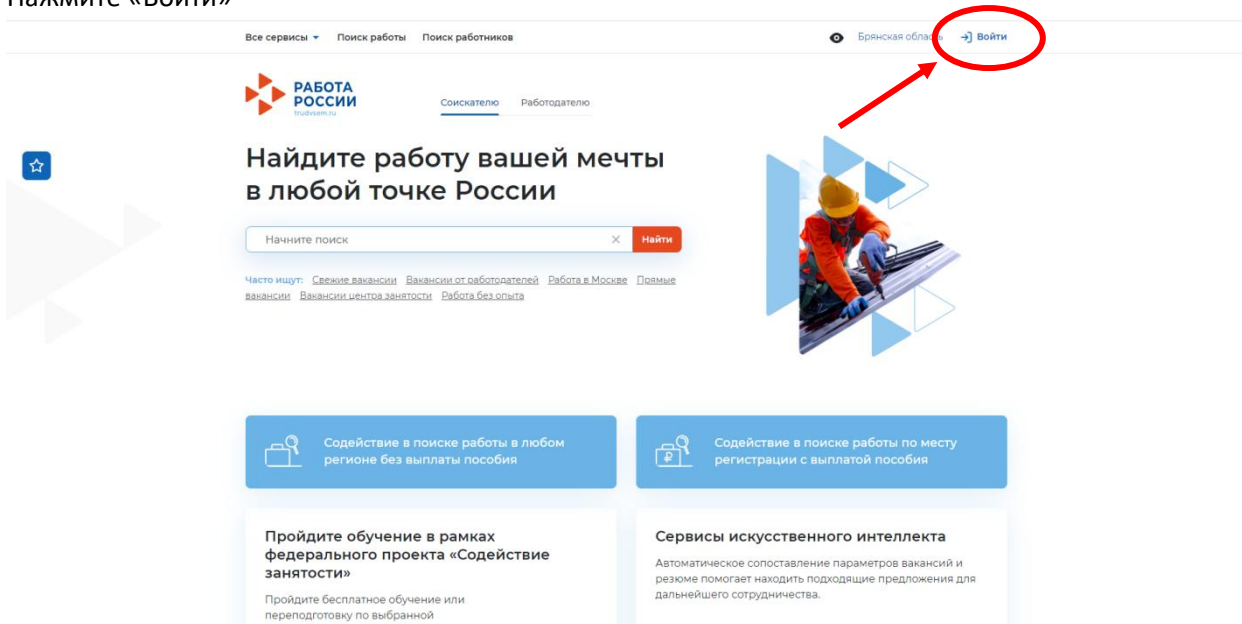 Нажмите «Войти»
Все сервисы Поиск работы Поиск работников Брянская область Войти
РАБОТА
РОССИИ
trudvsem.ru
Соискателю Работодателю
Найдите работу вашей мечты
в любой точке России
Начните поиск Найти
Часто ищут: Свежие вакансии Вакансии от работодателей Работа в Москве Прямые
вакансии Вакансии центра занятости Работа без опыта
Содействие в поиске работы в любом
регионе без выплаты пособия
Содействие в поиске работы по месту
регистрации с выплатой пособия
Пройдите обучение в рамках
федерального проекта «Содействие
занятости»
Пройдите бесплатное обучение или
переподготовку по выбранной
Сервисы искусственного интеллекта
Автоматическое сопоставление параметров вакансий и
резюме помогает находить подходящие предложения для
дальнейшего сотрудничества.